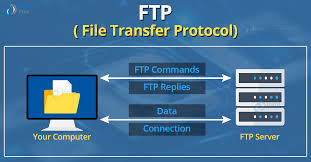 FTP
( File Transfer Protocol)
FTP Commands
FTP Replies
Data
Connection
Your Computer
FTP Server